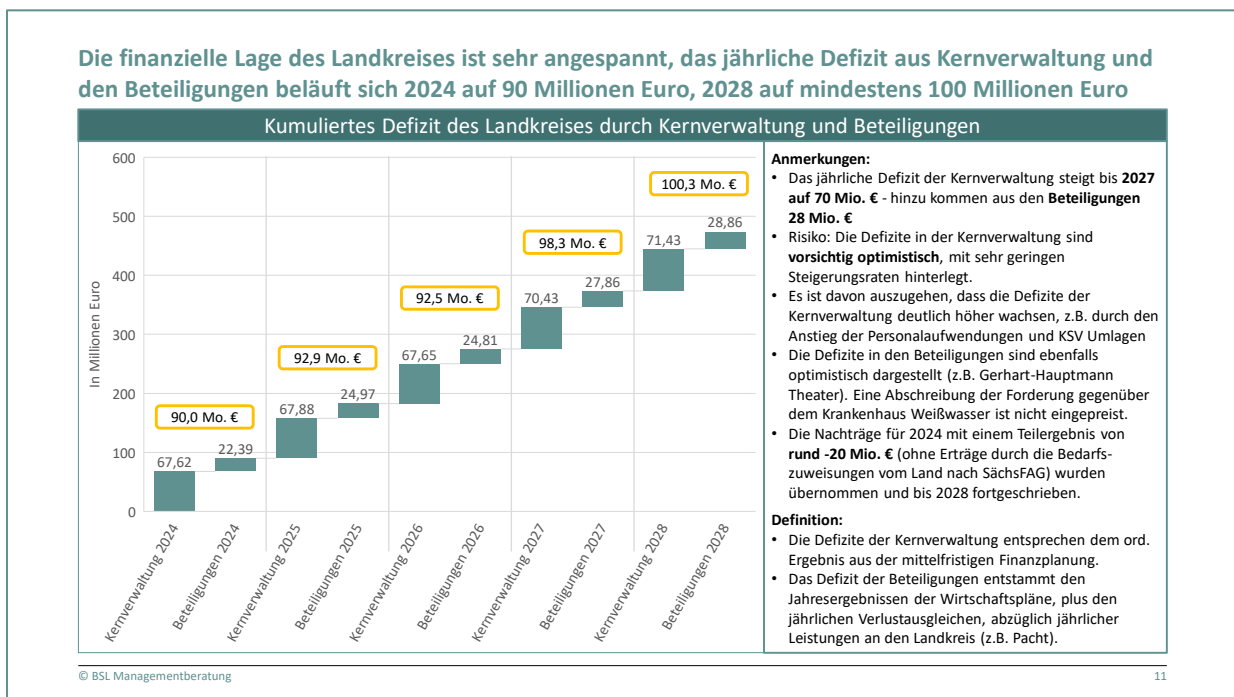 Die finanzielle Lage des Landkreises ist sehr angespannt, das jährliche Defizit aus Kernverwaltung und
den Beteiligungen beläuft sich 2024 auf 90 Millionen Euro, 2028 auf mindestens 100 Millionen Euro
Kumuliertes Defizit des Landkreises durch Kernverwaltung und Beteiligungen
In Millionen Euro
600
500
400
300
200
100
0
67,62
22,39
67,88
24,97
67,65
24,81
70,43
27,86
71,43
28,86
90,0 Mo. €
92,9 Mo. €
92,5 Mo. €
98,3 Mo. €
100,3 Mo. €
Kernverwaltung 2024
Beteiligungen 2024
Kernverwaltung 2025
Beteiligungen 2025
Kernverwaltung 2026
Beteiligungen 2026
Kernverwaltung 2027
Beteiligungen 2027
Kernverwaltung 2028
Beteiligungen 2028
Anmerkungen:
• Das jährliche Defizit der Kernverwaltung steigt bis 2027
auf 70 Mio. € - hinzu kommen aus den Beteiligungen
28 Mio. €
• Risiko: Die Defizite in der Kernverwaltung sind
vorsichtig optimistisch, mit sehr geringen
Steigerungsraten hinterlegt.
• Es ist davon auszugehen, dass die Defizite der
Kernverwaltung deutlich höher wachsen, z.B. durch den
Anstieg der Personalaufwendungen und KSV Umlagen
• Die Defizite in den Beteiligungen sind ebenfalls
optimistisch dargestellt (z.B. Gerhart-Hauptmann
Theater). Eine Abschreibung der Forderung gegenüber
dem Krankenhaus Weißwasser ist nicht eingepreist.
• Die Nachträge für 2024 mit einem Teilergebnis von
rund -20 Mio. € (ohne Erträge durch die Bedarfs-
zuweisungen vom Land nach SächsFAG) wurden
übernommen und bis 2028 fortgeschrieben.
Definition:
• Die Defizite der Kernverwaltung entsprechen dem ord.
Ergebnis aus der mittelfristigen Finanzplanung.
• Das Defizit der Beteiligungen entstammt den
Jahresergebnissen der Wirtschaftspläne, plus den
jährlichen Verlustausgleichen, abzüglich jährlicher
Leistungen an den Landkreis (z.B. Pacht).
© BSL Managementberatung
11